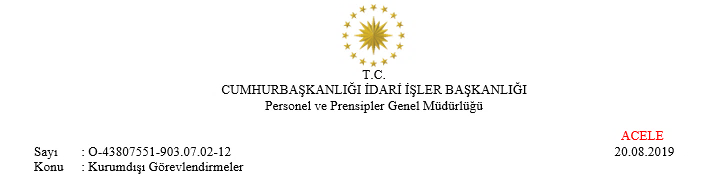 T.C.
CUMHURBAŞKANLIĞI İDARİ İŞLER BAŞKANLIĞI
Personel ve Prensipler Genel Müdürlüğü
ACELE
Sayı : O-43807551-903.07.02-12 20.08.2019
Konu : Kurumdışı Görevlendirmeler